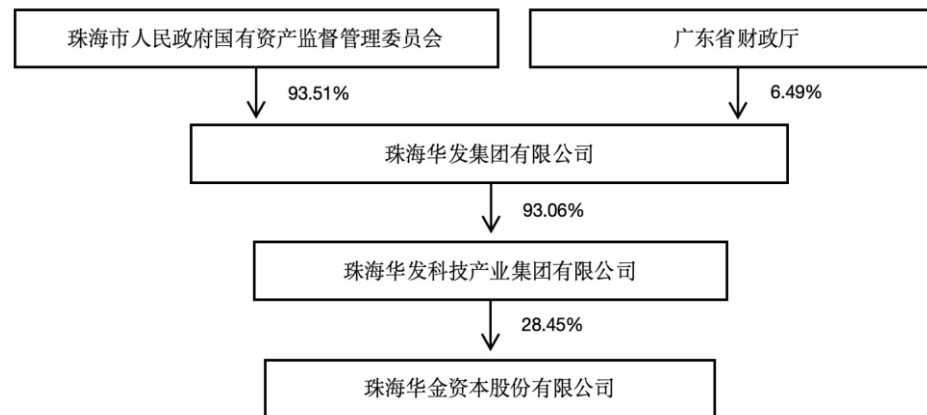 珠海市人民政府国有资产监督管理委员会
广东省财政厅
93.51%
6.49%
珠海华发集团有限公司
93.06%
珠海华发科技产业集团有限公司
28.45%
珠海华金资本股份有限公司